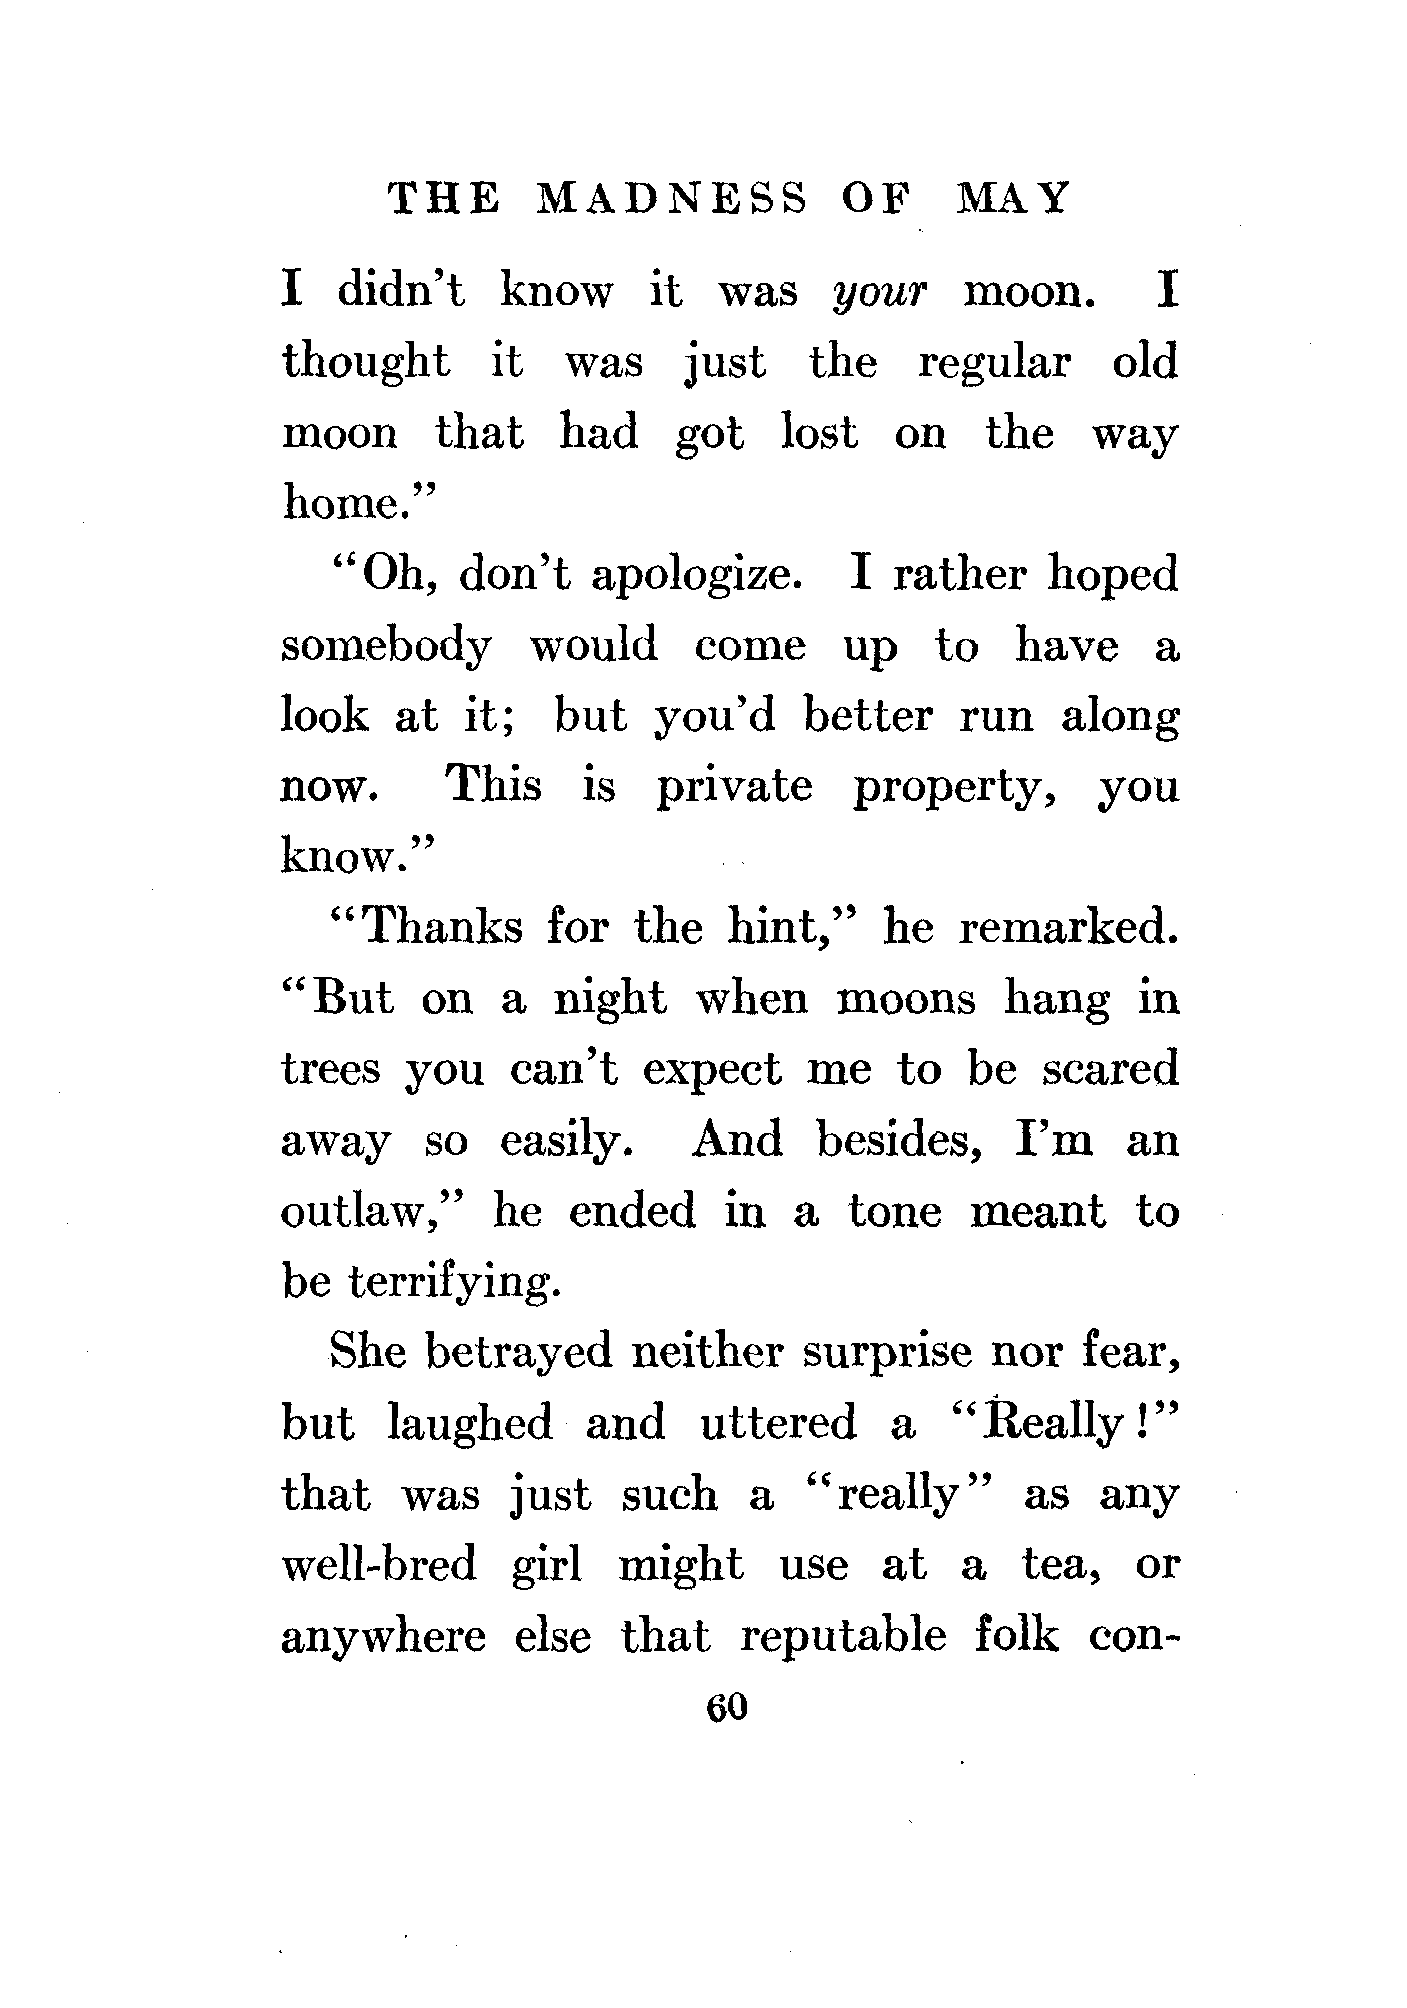 THE MADNESS OF MAY
I didn't know it was your moon. I
thought it was just the regular old
moon that had got lost on the way
home."
"Oh, don't apologize. I rather hoped
somebody would come up to have a
look at it; but you'd better run along
now. This is private property, you
know."
"Thanks for the hint," he remarked.
"But on a night when moons hang in
trees you can't expect me to be scared
away so easily. And besides, I'm an
outlaw," he ended in a tone meant to
be terrifying.
She betrayed neither surprise nor fear,
but laughed and uttered a "Really!"
that was just such a "really" as any
well-bred girl might use at a tea, or
anywhere else that reputable folk con-
60